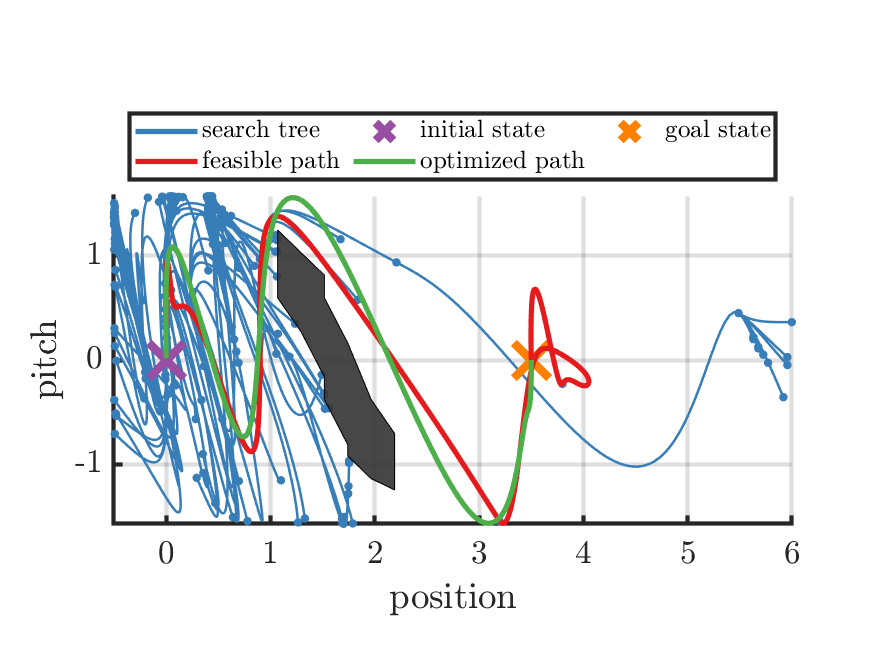 search tree initial state goal state
feasible path optimized path
1
0
-1
pitch
0 1 2 3 4 5 6
position